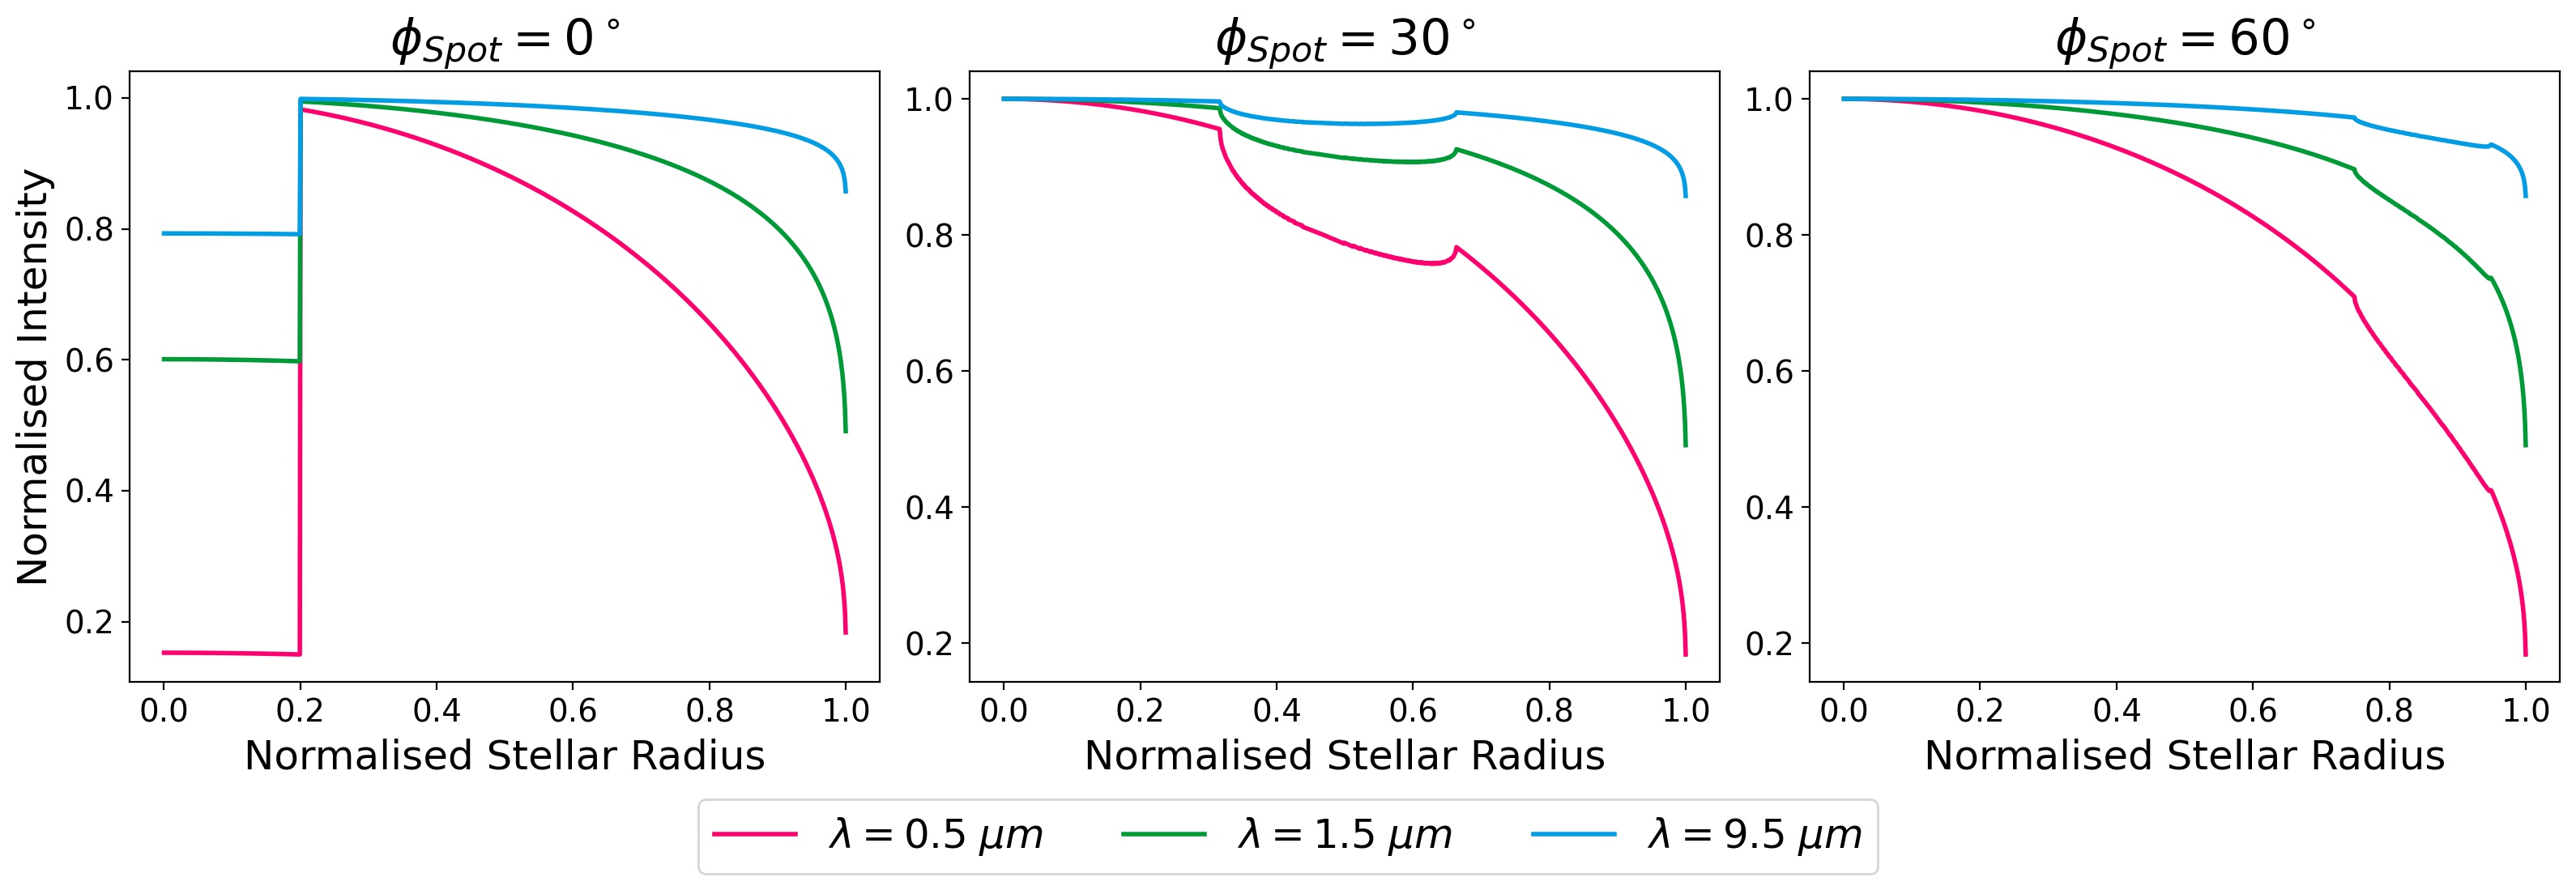 ϕSpot = 0°
ϕSpot = 30°
ϕSpot = 60°
Normalised Intensity
1.0
0.8
0.6
0.4
0.2
0.0 0.2 0.4 0.6 0.8 1.0
Normalised Stellar Radius
1.0
0.8
0.6
0.4
0.2
0.0 0.2 0.4 0.6 0.8 1.0
Normalised Stellar Radius
1.0
0.8
0.6
0.4
0.2
0.0 0.2 0.4 0.6 0.8 1.0
Normalised Stellar Radius
λ = 0.5 μm
λ = 1.5 μm
λ = 9.5 μm